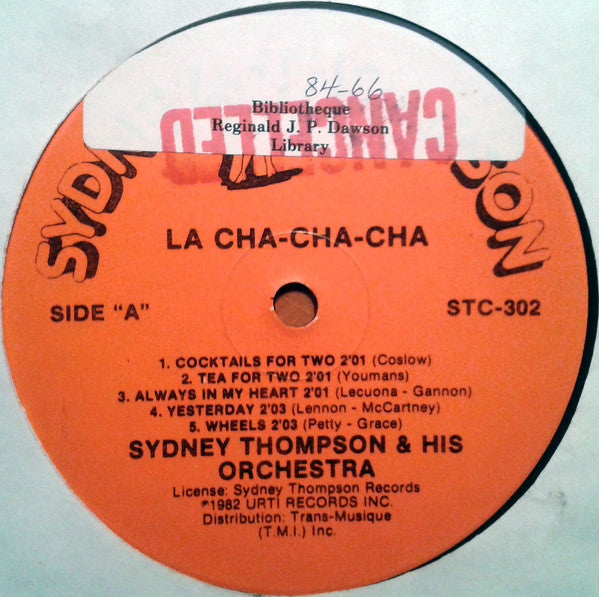 84-66
Bibliotheque
Reginald J. P. Dawson
Library
CANCELLED
LA CHA-CHA-CHA
SIDE "A"
STC-302
1. COCKTAILS FOR TWO 2'01 (Coslow)
2. TEA FOR TWO 2'01 (Youmans)
3. ALWAYS IN MY HEART 2'01 (Lecuona - Gannon)
4. YESTERDAY 2'03 (Lennon - McCartney)
5. WHEELS 2'03 (Petty - Grace)
SYDNEY THOMPSON & HIS
ORCHESTRA
License: Sydney Thompson Records
℗1982 URTI RECORDS INC.
Distribution: Trans-Musique
(T.M.I.) Inc.